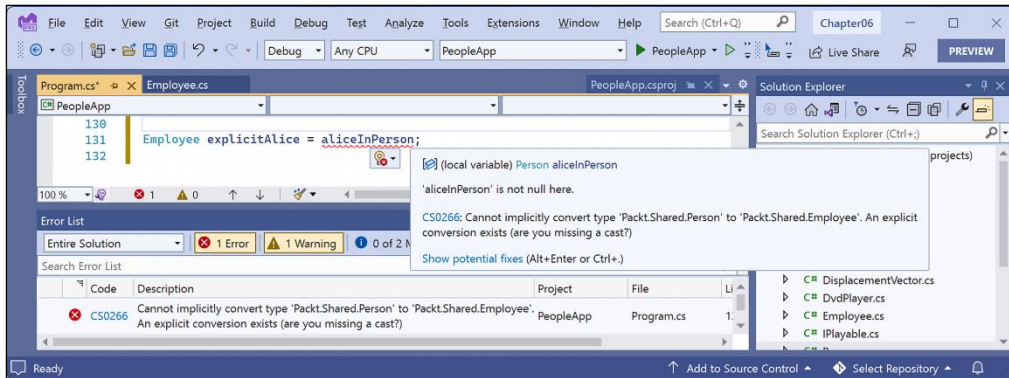 File Edit View Git Project Build Debug Test Analyze Tools Extensions Window Help Search (Ctrl+Q) Chapter06
Debug Any CPU PeopleApp PeopleApp Live Share PREVIEW
Toolbox
Program.cs* Employee.cs PeopleApp.csproj Solution Explorer
PeopleApp
Search Solution Explorer (Ctrl+;)
130
131 Employee explicitAlice = aliceInPerson;
132
projects)
(local variable) Person aliceInPerson
'aliceInPerson' is not null here.
CS0266: Cannot implicitly convert type 'Packt.Shared.Person' to 'Packt.Shared.Employee'. An explicit
conversion exists (are you missing a cast?)
Show potential fixes (Alt+Enter or Ctrl+.)
100 % 1 0
Error List
Entire Solution 1 Error 1 Warning 0 of 2
Search Error List
Code Description Project File
CS0266 Cannot implicitly convert type 'Packt.Shared.Person' to 'Packt.Shared.Employee'.
An explicit conversion exists (are you missing a cast?) PeopleApp Program.cs
C# DisplacementVector.cs
C# DvdPlayer.cs
C# Employee.cs
C# IPlayable.cs
Ready Add to Source Control Select Repository